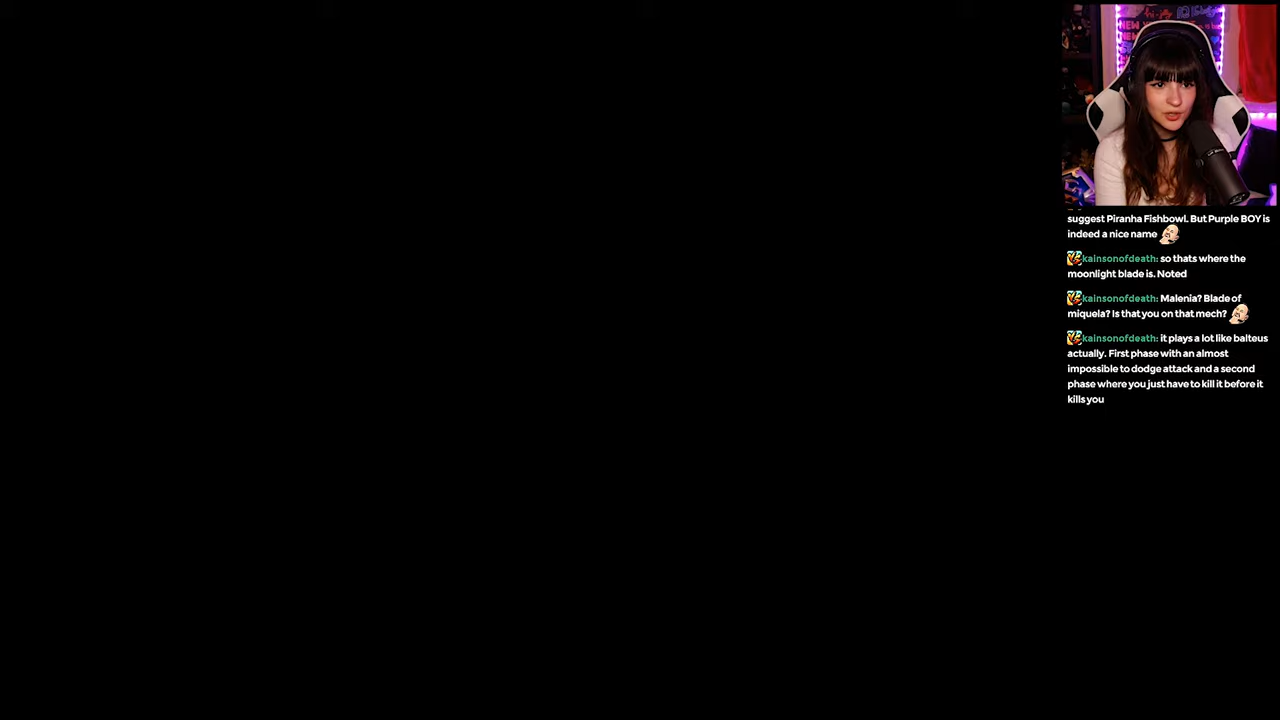 suggest Piranha Fishbowl. But Purple BOY is
indeed a nice name
kainsonofdeath: so thats where the
moonlight blade is. Noted
kainsonofdeath: Malenia? Blade of
miquela? Is that you on that mech?
kainsonofdeath: it plays a lot like balteus
actually. First phase with an almost
impossible to dodge attack and a second
phase where you just have to kill it before it
kills you